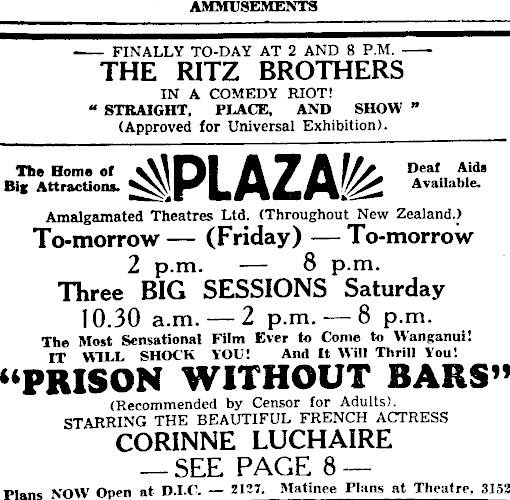 AMMUSEMENTS
FINALLY TO-DAY AT 2 AND 8 P.M.
THE RITZ BROTHERS
IN A COMEDY RIOT!
" STRAIGHT, PLACE, AND SHOW "
(Approved for Universal Exhibition).
The Home of Big Attractions.
PLAZA
Deaf Aids Available.
Amalgamated Theatres Ltd. (Throughout New Zealand.)
To-morrow — (Friday) — To-morrow
2 p.m. — 8 p.m.
Three BIG SESSIONS Saturday
10.30 a.m. — 2 p.m. — 8 p.m.
The Most Sensational Film Ever to Come to Wanganui!
IT WILL SHOCK YOU! And It Will Thrill You!
"PRISON WITHOUT BARS"
(Recommended by Censor for Adults).
STARRING THE BEAUTIFUL FRENCH ACTRESS
CORINNE LUCHAIRE
— SEE PAGE 8 —
Plans NOW Open at D.I.C. — 2127. Matinee Plans at Theatre, 3152